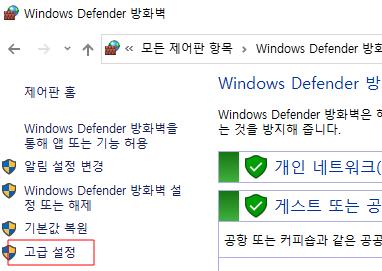 Windows Defender 방화벽
모든 제어판 항목 Windows Defender 방화
제어판 홈
Windows Defender 방화벽을
통해 앱 또는 기능 허용
알림 설정 변경
Windows Defender 방화벽 설
정 또는 해제
기본값 복원
고급 설정
Windows Defender 방
Windows Defender 방화벽은 하
는 것을 방지해 줍니다.
개인 네트워크(
게스트 또는 공
공항 또는 커피숍과 같은 공공